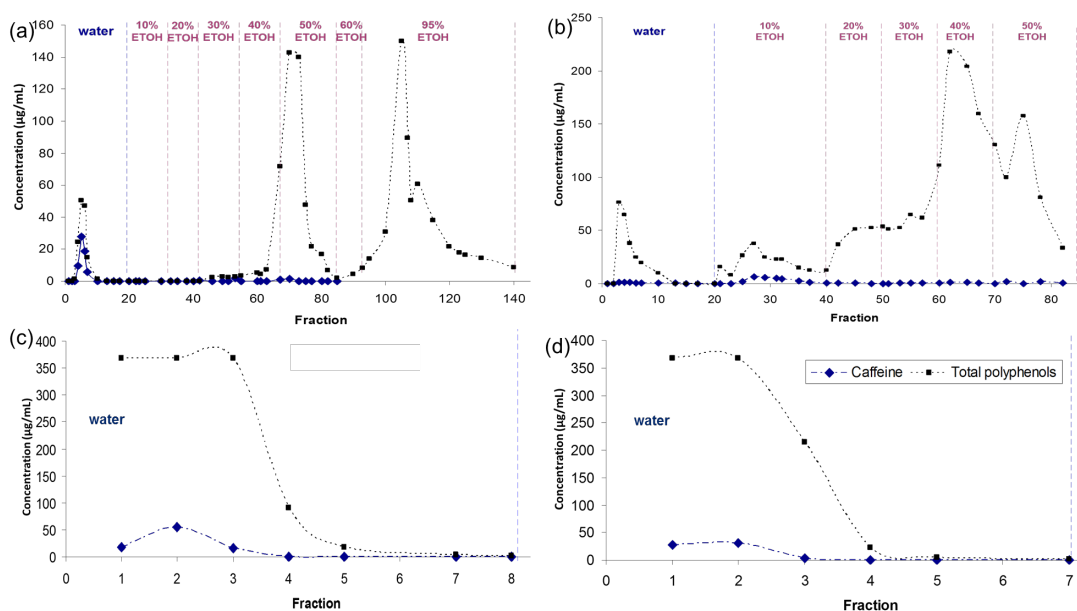 (a)
water
10% 20% 30% 40% 50% 60% 95%
ETOH ETOH ETOH ETOH ETOH ETOH ETOH
Concentration (µg/mL)
160
140
120
100
80
60
40
20
0
0 20 40 60 80 100 120 140
Fraction
(b)
water
10% 20% 30% 40% 50%
ETOH ETOH ETOH ETOH ETOH
Concentration (µg/mL)
250
200
150
100
50
0
0 10 20 30 40 50 60 70 80
Fraction
(c)
water
Concentration (µg/mL)
400
350
300
250
200
150
100
50
0
0 1 2 3 4 5 6 7 8
Fraction
(d)
Caffeine Total polyphenols
water
Concentration (µg/mL)
400
350
300
250
200
150
100
50
0
0 1 2 3 4 5 6 7
Fraction